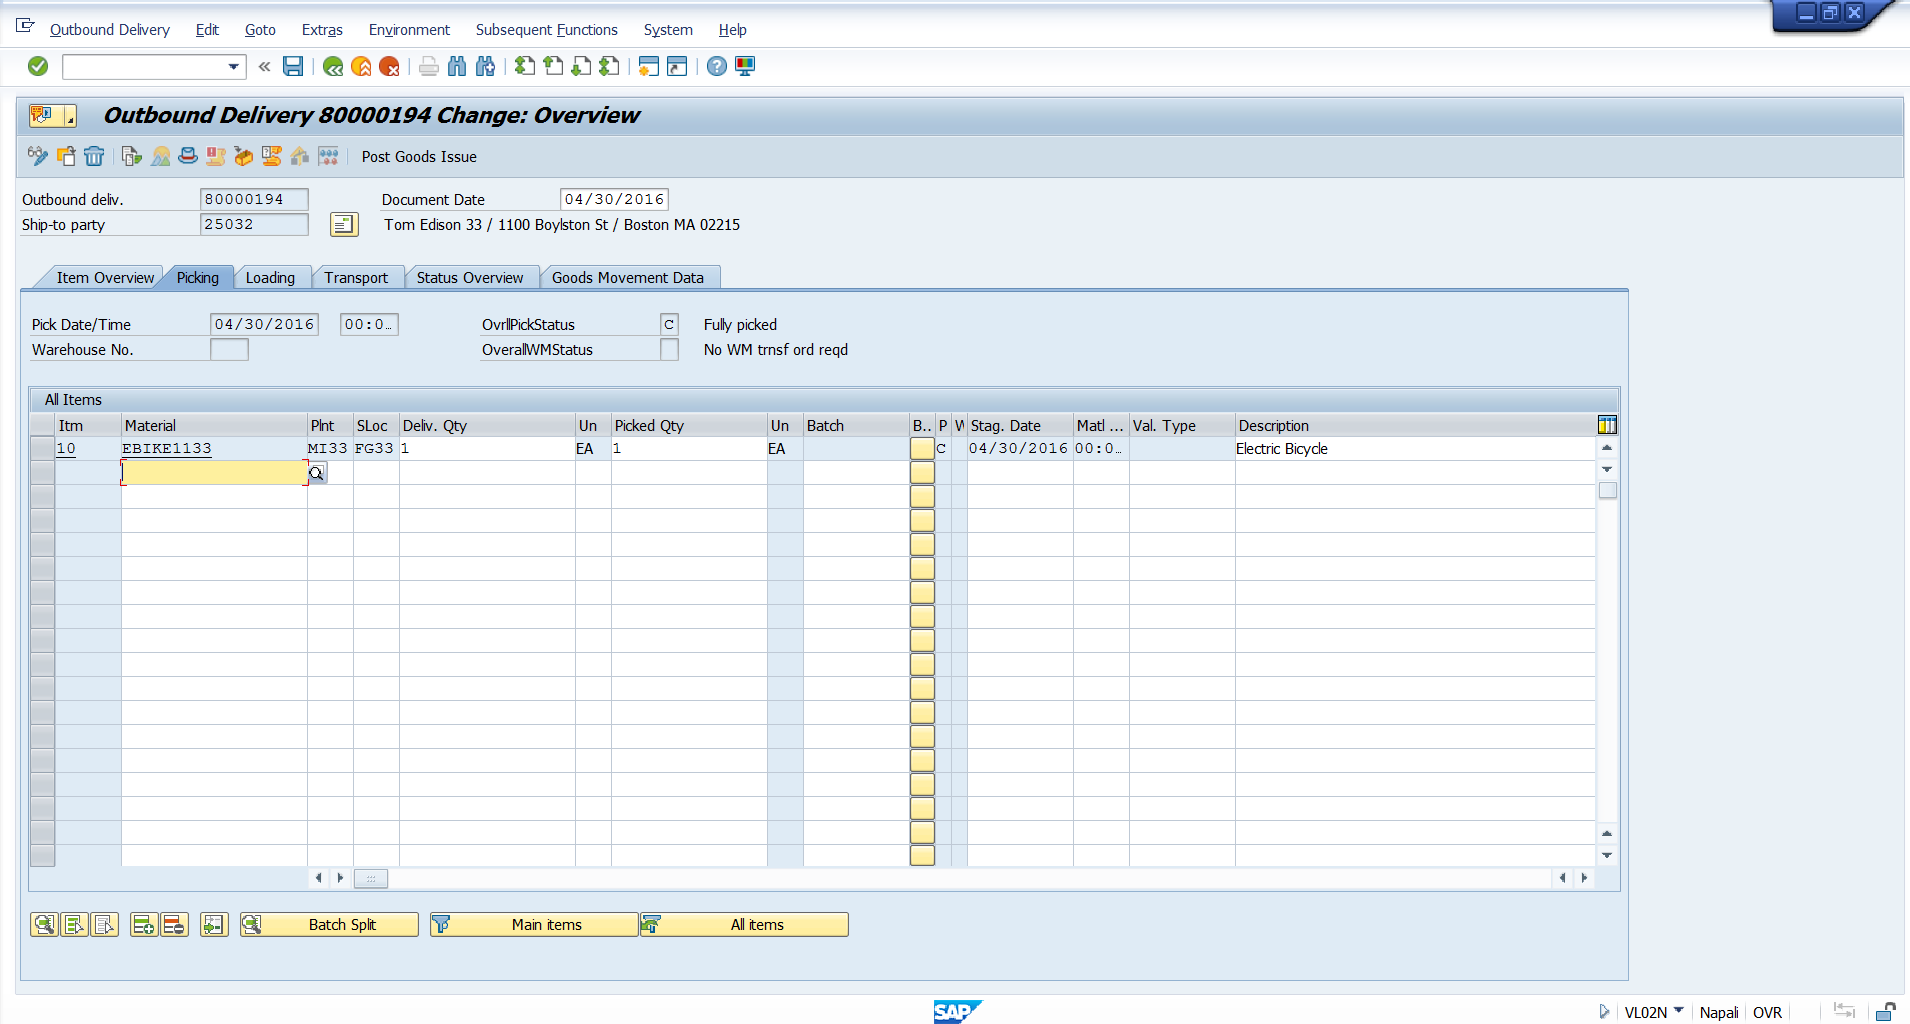 Outbound Delivery Edit Goto Extras Environment Subsequent Functions System Help
Outbound Delivery 80000194 Change: Overview
Post Goods Issue
Outbound deliv. 80000194 Document Date 04/30/2016
Ship-to party 25032 Tom Edison 33 / 1100 Boylston St / Boston MA 02215
Item Overview Picking Loading Transport Status Overview Goods Movement Data
Pick Date/Time 04/30/2016 00:0… OvrllPickStatus C Fully picked
Warehouse No. OverallWMStatus No WM trnsf ord reqd
All Items
Itm Material Plnt SLoc Deliv. Qty Un Picked Qty Un Batch B.. P W Stag. Date Matl ... Val. Type Description
10 EBIKE1133 MI33 FG33 1 EA 1 EA C 04/30/2016 00:0… Electric Bicycle
Batch Split Main items All items
SAP VL02N Napali OVR